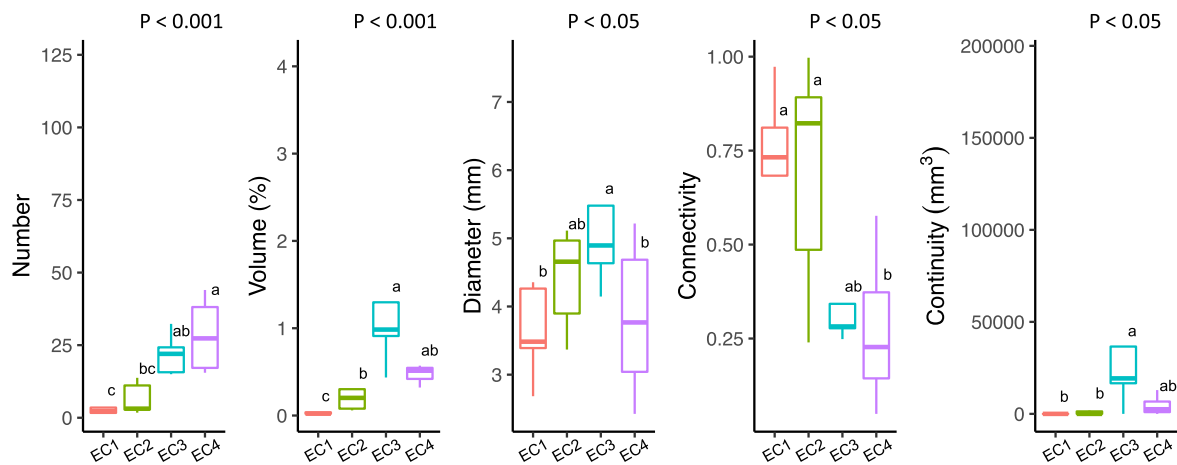 P < 0.001
Number
125
100
75
50
25
0
c
bc
ab
a
EC1
EC2
EC3
EC4
P < 0.001
Volume (%)
4
3
2
1
0
c
b
a
ab
EC1
EC2
EC3
EC4
P < 0.05
Diameter (mm)
7
6
5
4
3
b
ab
a
b
EC1
EC2
EC3
EC4
P < 0.05
Connectivity
1.00
0.75
0.50
0.25
a
a
ab
b
EC1
EC2
EC3
EC4
P < 0.05
Continuity (mm³)
200000
150000
100000
50000
0
b
b
a
ab
EC1
EC2
EC3
EC4